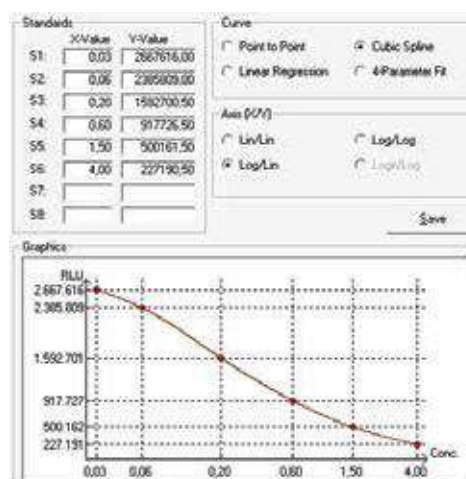 Standards
X-Value Y-Value
S1: 0,03 2667616,00
S2: 0,06 2385809,00
S3: 0,20 1592700,50
S4: 0,60 917726,50
S5: 1,50 500161,50
S6: 4,00 227190,50
S7:
S8:
Curve
Point to Point Cubic Spline
Linear Regression 4-Parameter Fit
Axis (X/Y)
Lin/Lin Log/Log
Log/Lin
Save
Graphics
RLU
2.667.616
2.385.809
1.592.701
917.727
500.162
227.191
Conc.
0,03 0,06 0,20 0,60 1,50 4,00